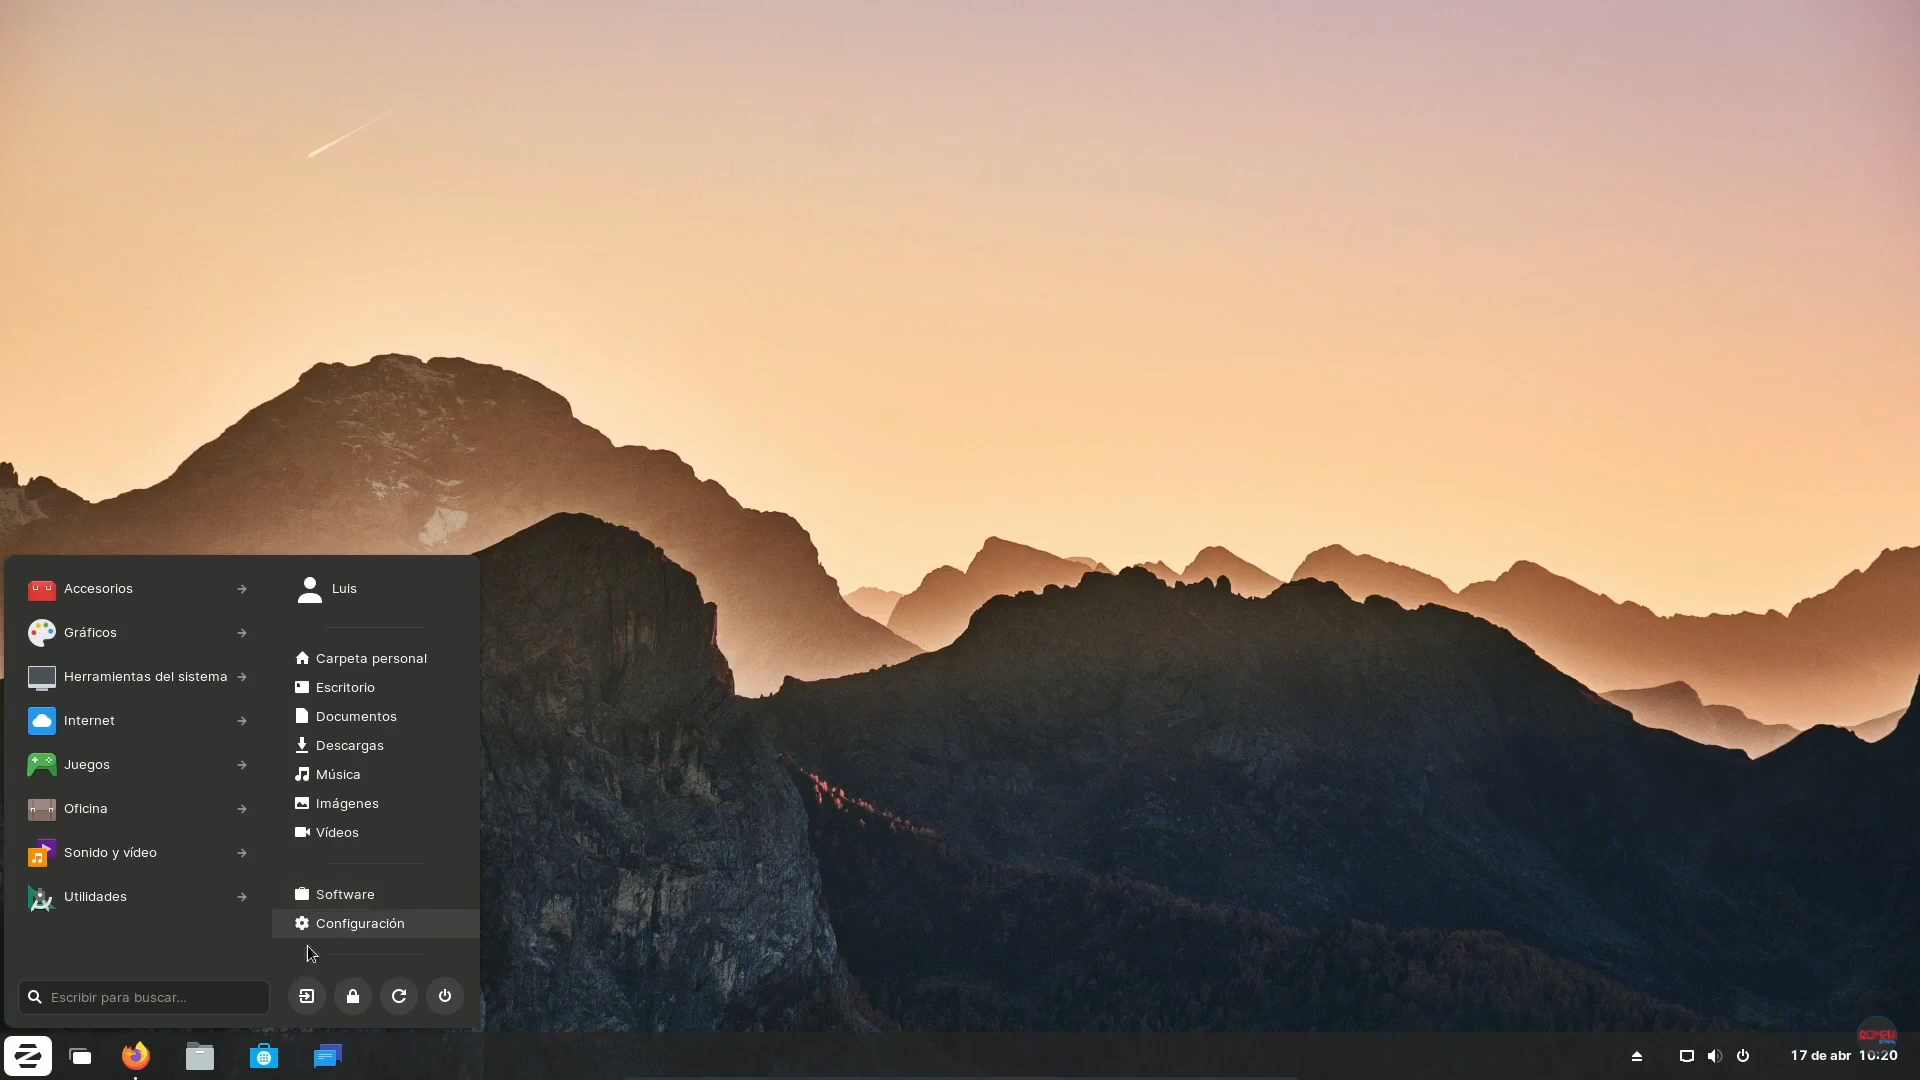 Accesorios
Gráficos
Herramientas del sistema
Internet
Juegos
Oficina
Sonido y vídeo
Utilidades
Escribir para buscar...
Luis
Carpeta personal
Escritorio
Documentos
Descargas
Música
Imágenes
Vídeos
Software
Configuración
17 de abr 10:20